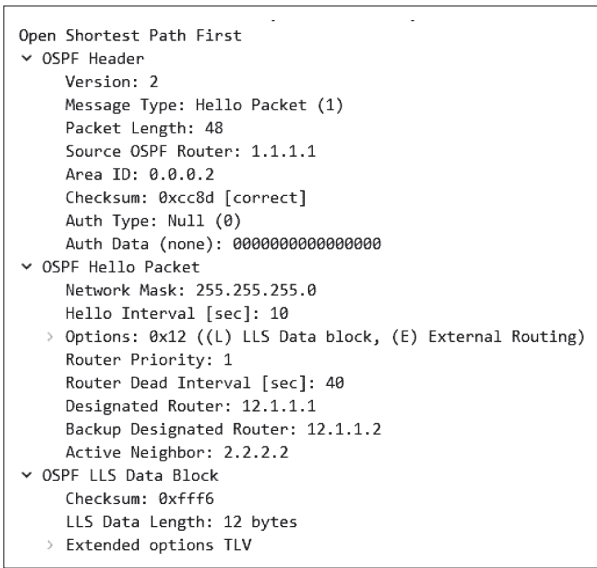 Open Shortest Path First
OSPF Header
Version: 2
Message Type: Hello Packet (1)
Packet Length: 48
Source OSPF Router: 1.1.1.1
Area ID: 0.0.0.2
Checksum: 0xcc8d [correct]
Auth Type: Null (0)
Auth Data (none): 0000000000000000
OSPF Hello Packet
Network Mask: 255.255.255.0
Hello Interval [sec]: 10
Options: 0x12 ((L) LLS Data block, (E) External Routing)
Router Priority: 1
Router Dead Interval [sec]: 40
Designated Router: 12.1.1.1
Backup Designated Router: 12.1.1.2
Active Neighbor: 2.2.2.2
OSPF LLS Data Block
Checksum: 0xfff6
LLS Data Length: 12 bytes
Extended options TLV